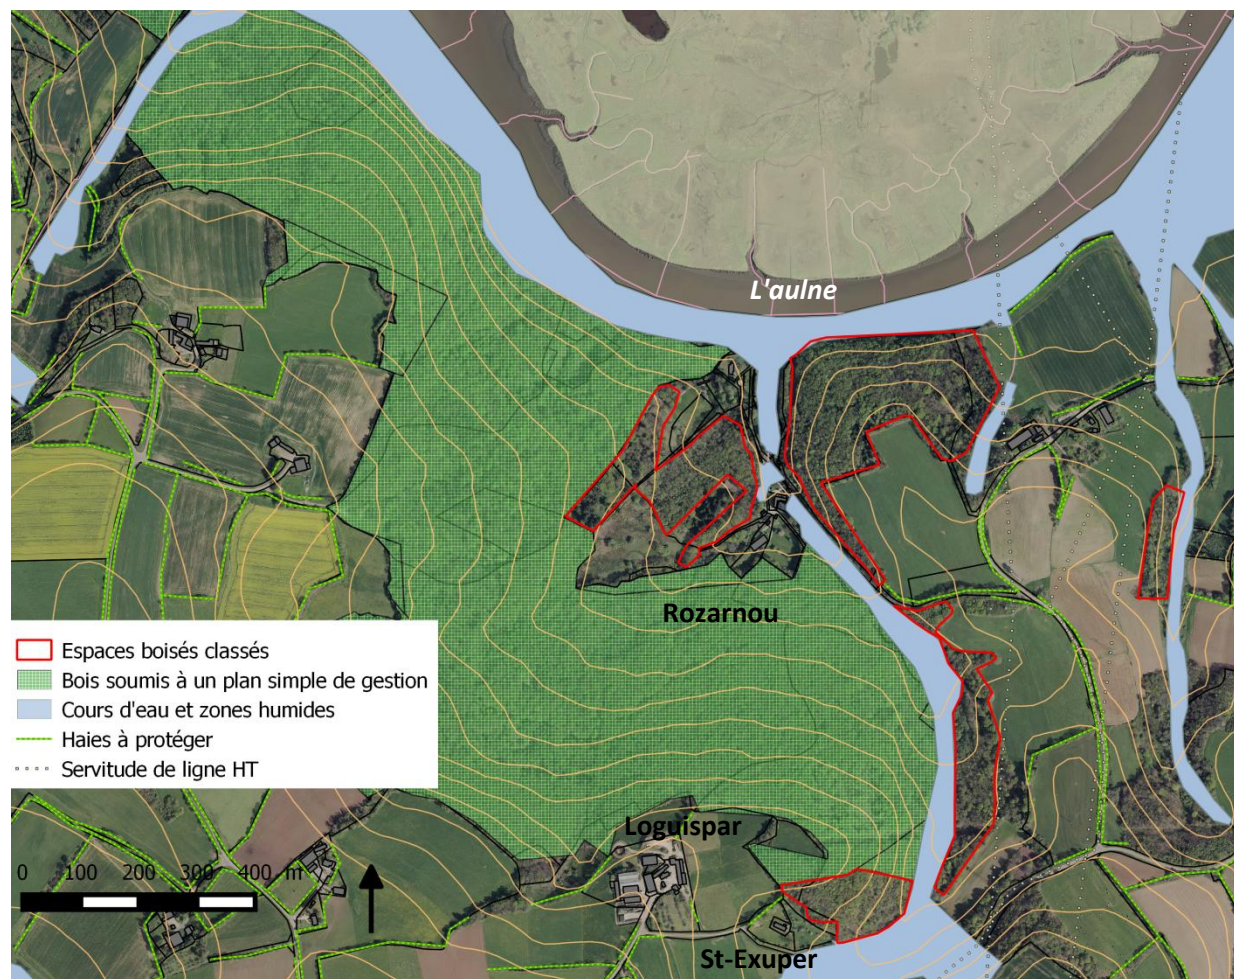 L'aulne
Rozarnou
Espaces boisés classés
Bois soumis à un plan simple de gestion
Cours d'eau et zones humides
Haies à protéger
Servitude de ligne HT
Loguispar
0 100 200 300 400 m
St-Exuper